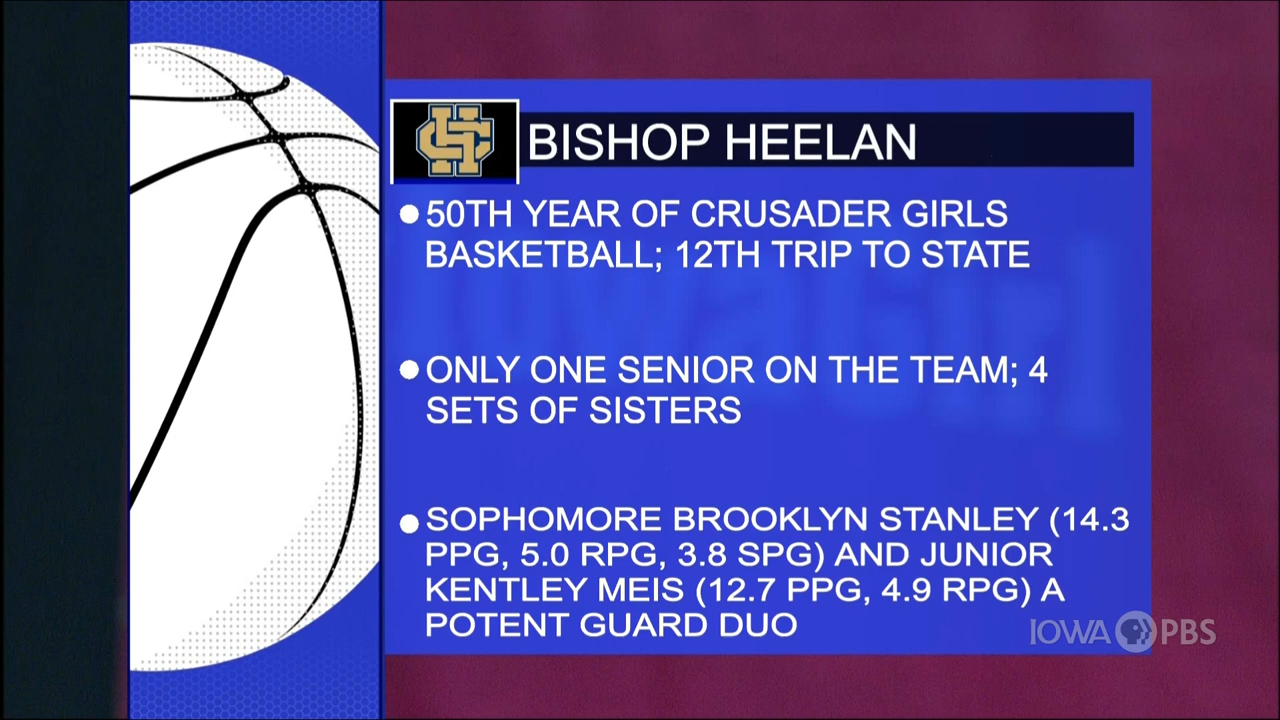 BISHOP HEELAN
50TH YEAR OF CRUSADER GIRLS
BASKETBALL; 12TH TRIP TO STATE
ONLY ONE SENIOR ON THE TEAM; 4
SETS OF SISTERS
SOPHOMORE BROOKLYN STANLEY (14.3
PPG, 5.0 RPG, 3.8 SPG) AND JUNIOR
KENTLEY MEIS (12.7 PPG, 4.9 RPG) A
POTENT GUARD DUO
IOWA PBS